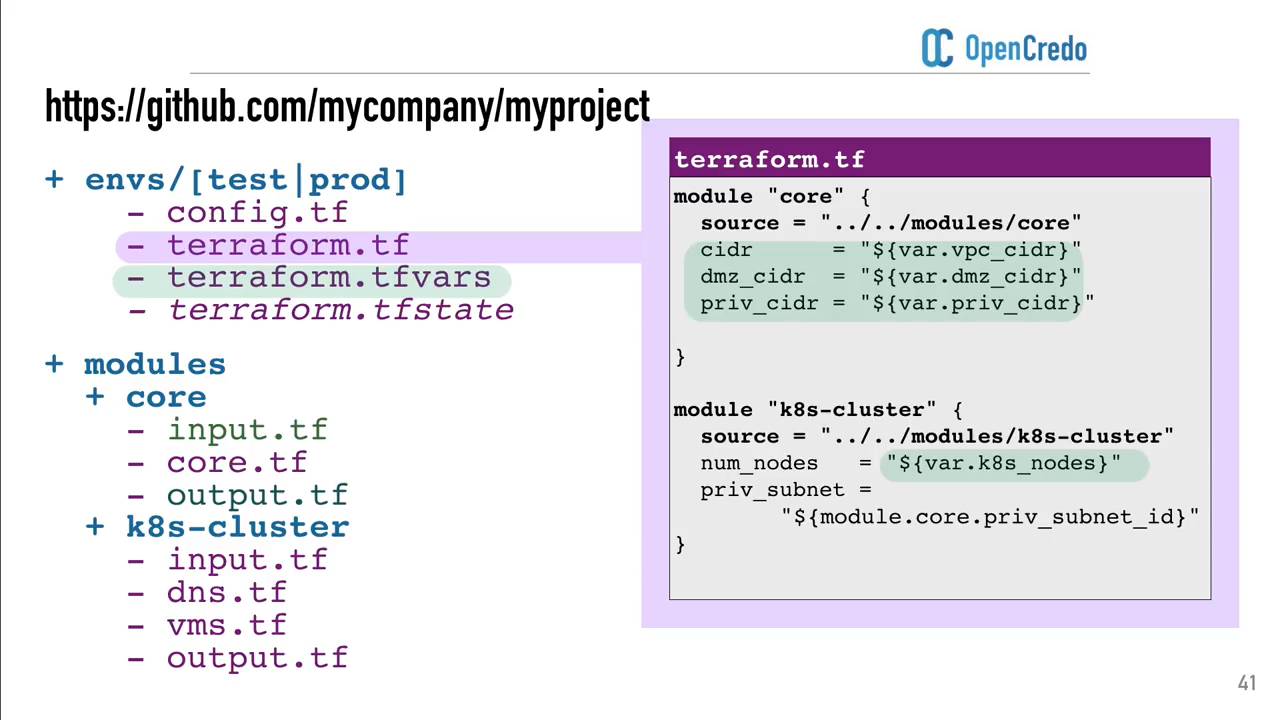 OpenCredo
https://github.com/mycompany/myproject
+ envs/[test|prod]
- config.tf
- terraform.tf
- terraform.tfvars
- terraform.tfstate
+ modules
+ core
- input.tf
- core.tf
- output.tf
+ k8s-cluster
- input.tf
- dns.tf
- vms.tf
- output.tf
terraform.tf
module "core" {
source = "../../modules/core"
cidr = "${var.vpc_cidr}"
dmz_cidr = "${var.dmz_cidr}"
priv_cidr = "${var.priv_cidr}"
}
module "k8s-cluster" {
source = "../../modules/k8s-cluster"
num_nodes = "${var.k8s_nodes}"
priv_subnet =
"${module.core.priv_subnet_id}"
}
41